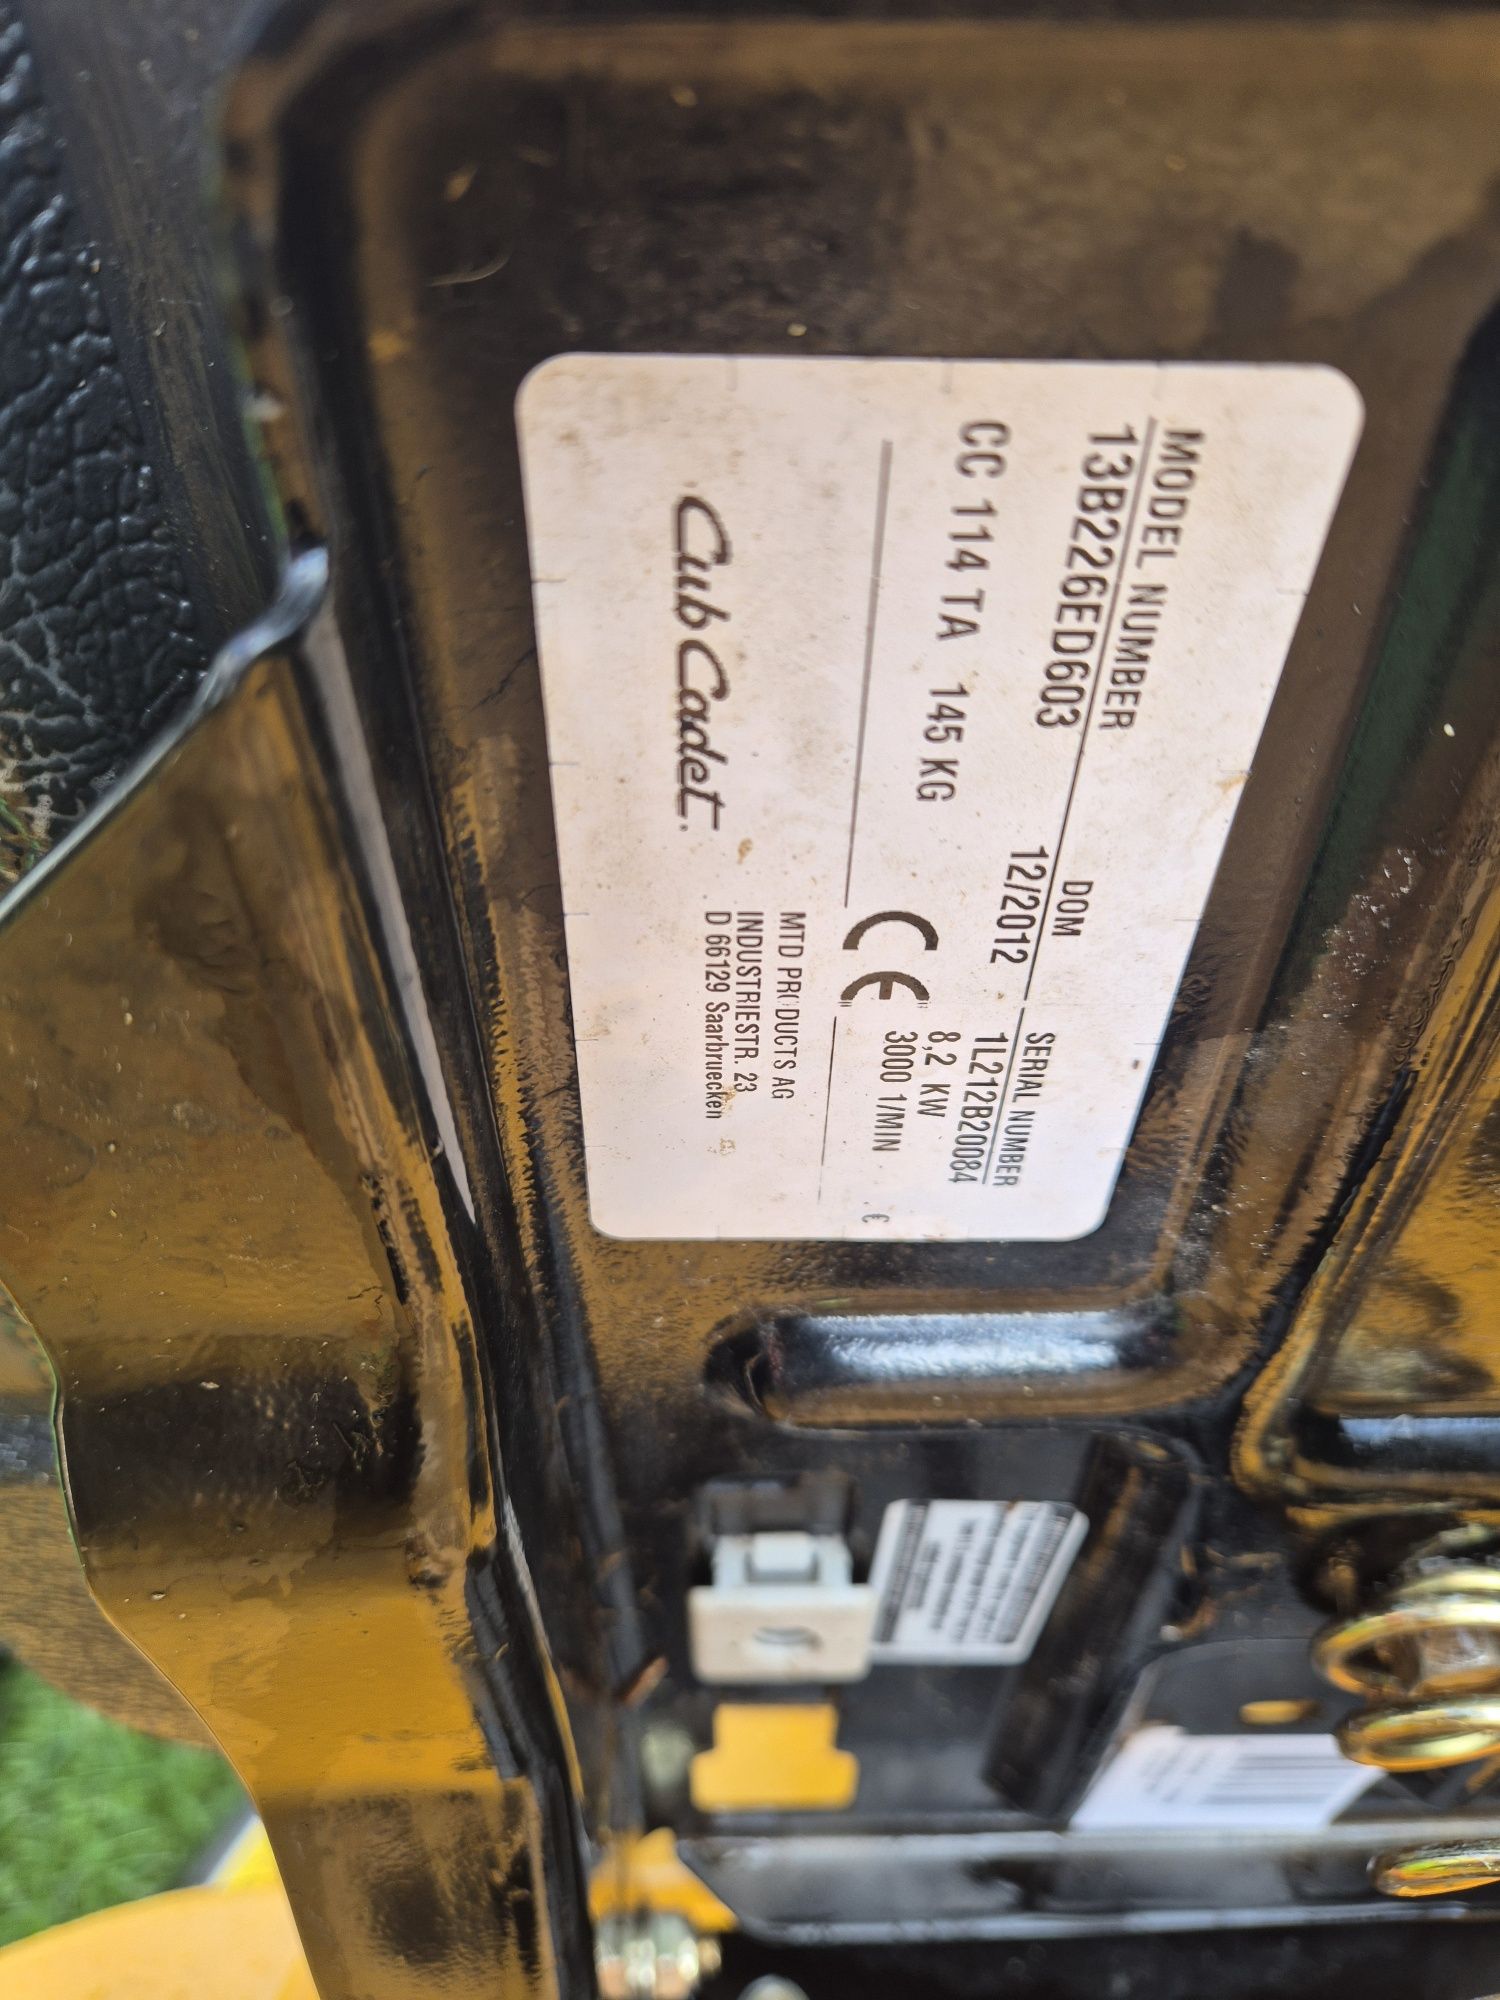 MODEL NUMBER
13B226ED603
DOM
12/2012
SERIAL NUMBER
1L212B20084
CC 114 TA 145 KG
8,2 KW
3000 1/MIN
CE
€
Cub Cadet.
MTD PRODUCTS AG
INDUSTRIESTR. 23
D 66129 Saarbruecken